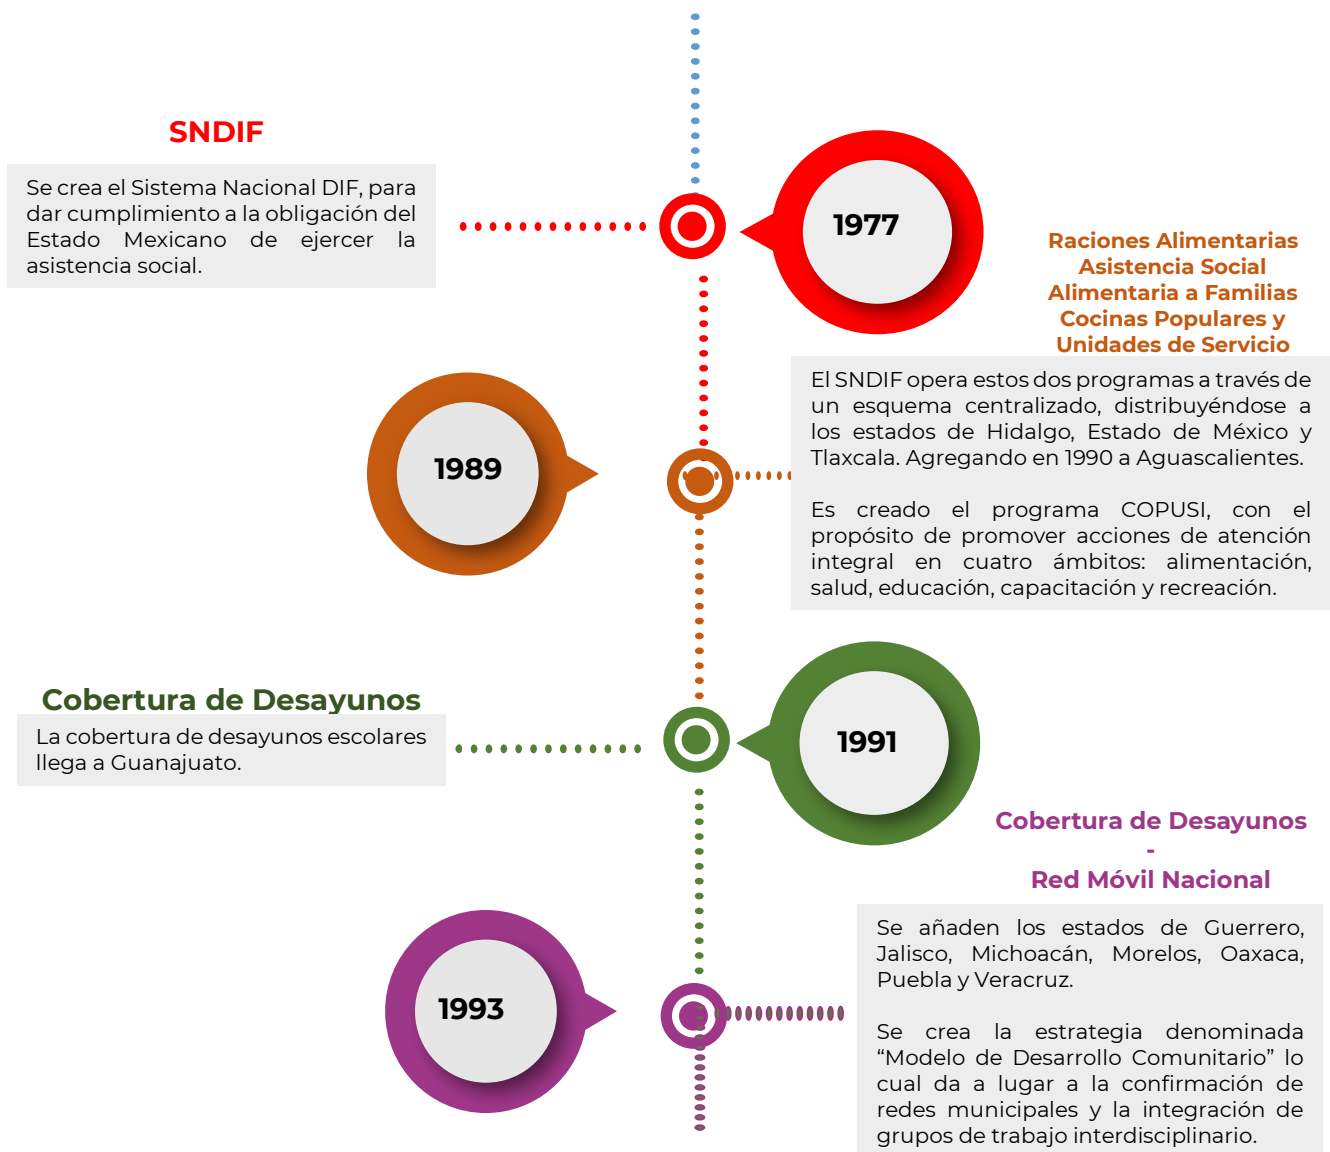 SNDIF
Se crea el Sistema Nacional DIF, para
dar cumplimiento a la obligación del
Estado Mexicano de ejercer la
asistencia social.
1977
Raciones Alimentarias
Asistencia Social
Alimentaria a Familias
Cocinas Populares y
Unidades de Servicio
1989
El SNDIF opera estos dos programas a través de
un esquema centralizado, distribuyéndose a
los estados de Hidalgo, Estado de México y
Tlaxcala. Agregando en 1990 a Aguascalientes.
Es creado el programa COPUSI, con el
propósito de promover acciones de atención
integral en cuatro ámbitos: alimentación,
salud, educación, capacitación y recreación.
Cobertura de Desayunos
La cobertura de desayunos escolares
llega a Guanajuato.
1991
Cobertura de Desayunos
-
Red Móvil Nacional
1993
Se añaden los estados de Guerrero,
Jalisco, Michoacán, Morelos, Oaxaca,
Puebla y Veracruz.
Se crea la estrategia denominada
“Modelo de Desarrollo Comunitario” lo
cual da a lugar a la confirmación de
redes municipales y la integración de
grupos de trabajo interdisciplinario.